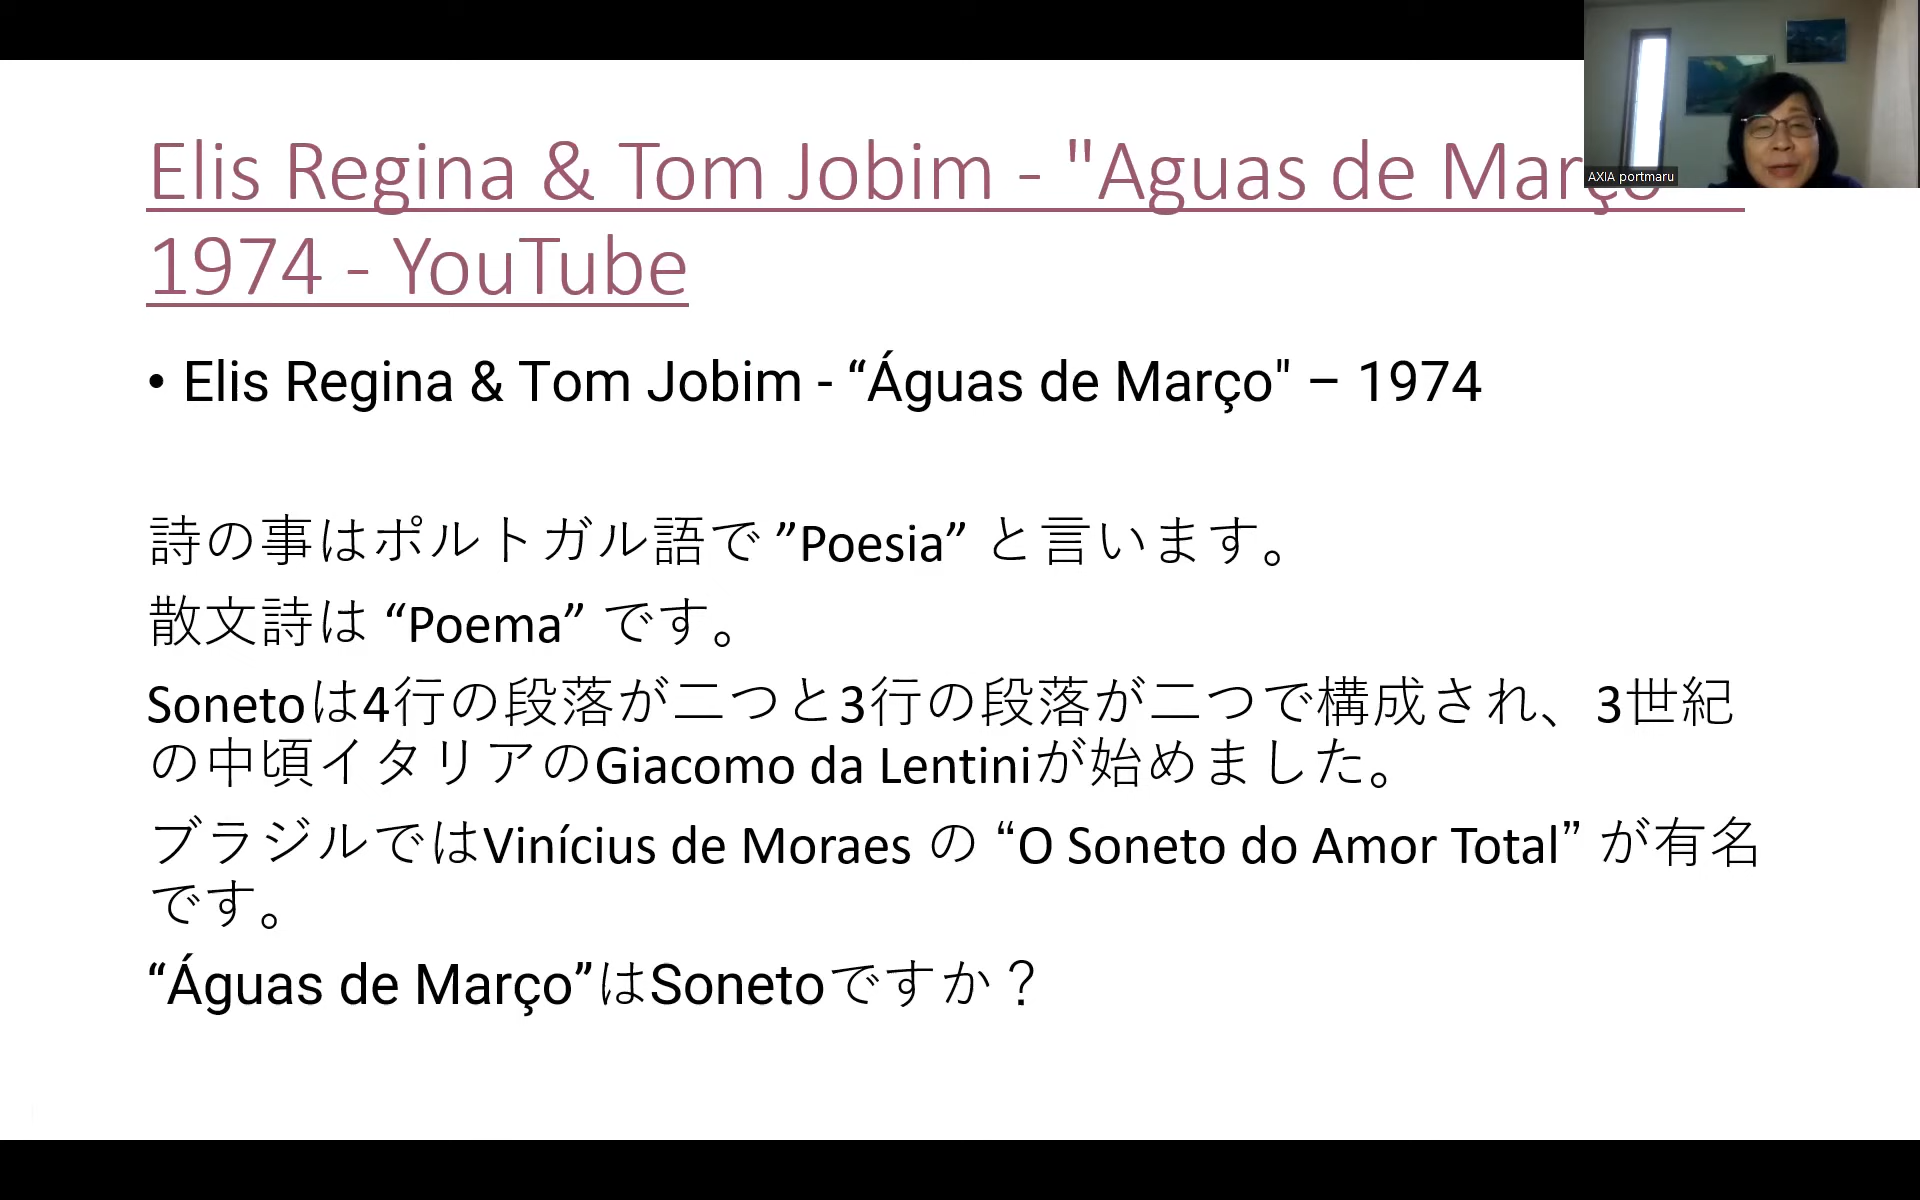 Elis Regina & Tom Jobim - "Aguas de Março
1974 - YouTube
AXIA portmaru
• Elis Regina & Tom Jobim - “Águas de Março" – 1974
詩の事はポルトガル語で ”Poesia” と言います。
散文詩は “Poema” です。
Sonetoは4行の段落が二つと3行の段落が二つで構成され、3世紀
の中頃イタリアのGiacomo da Lentiniが始めました。
ブラジルではVinícius de Moraes の “O Soneto do Amor Total” が有名
です。
“Águas de Março”はSonetoですか？